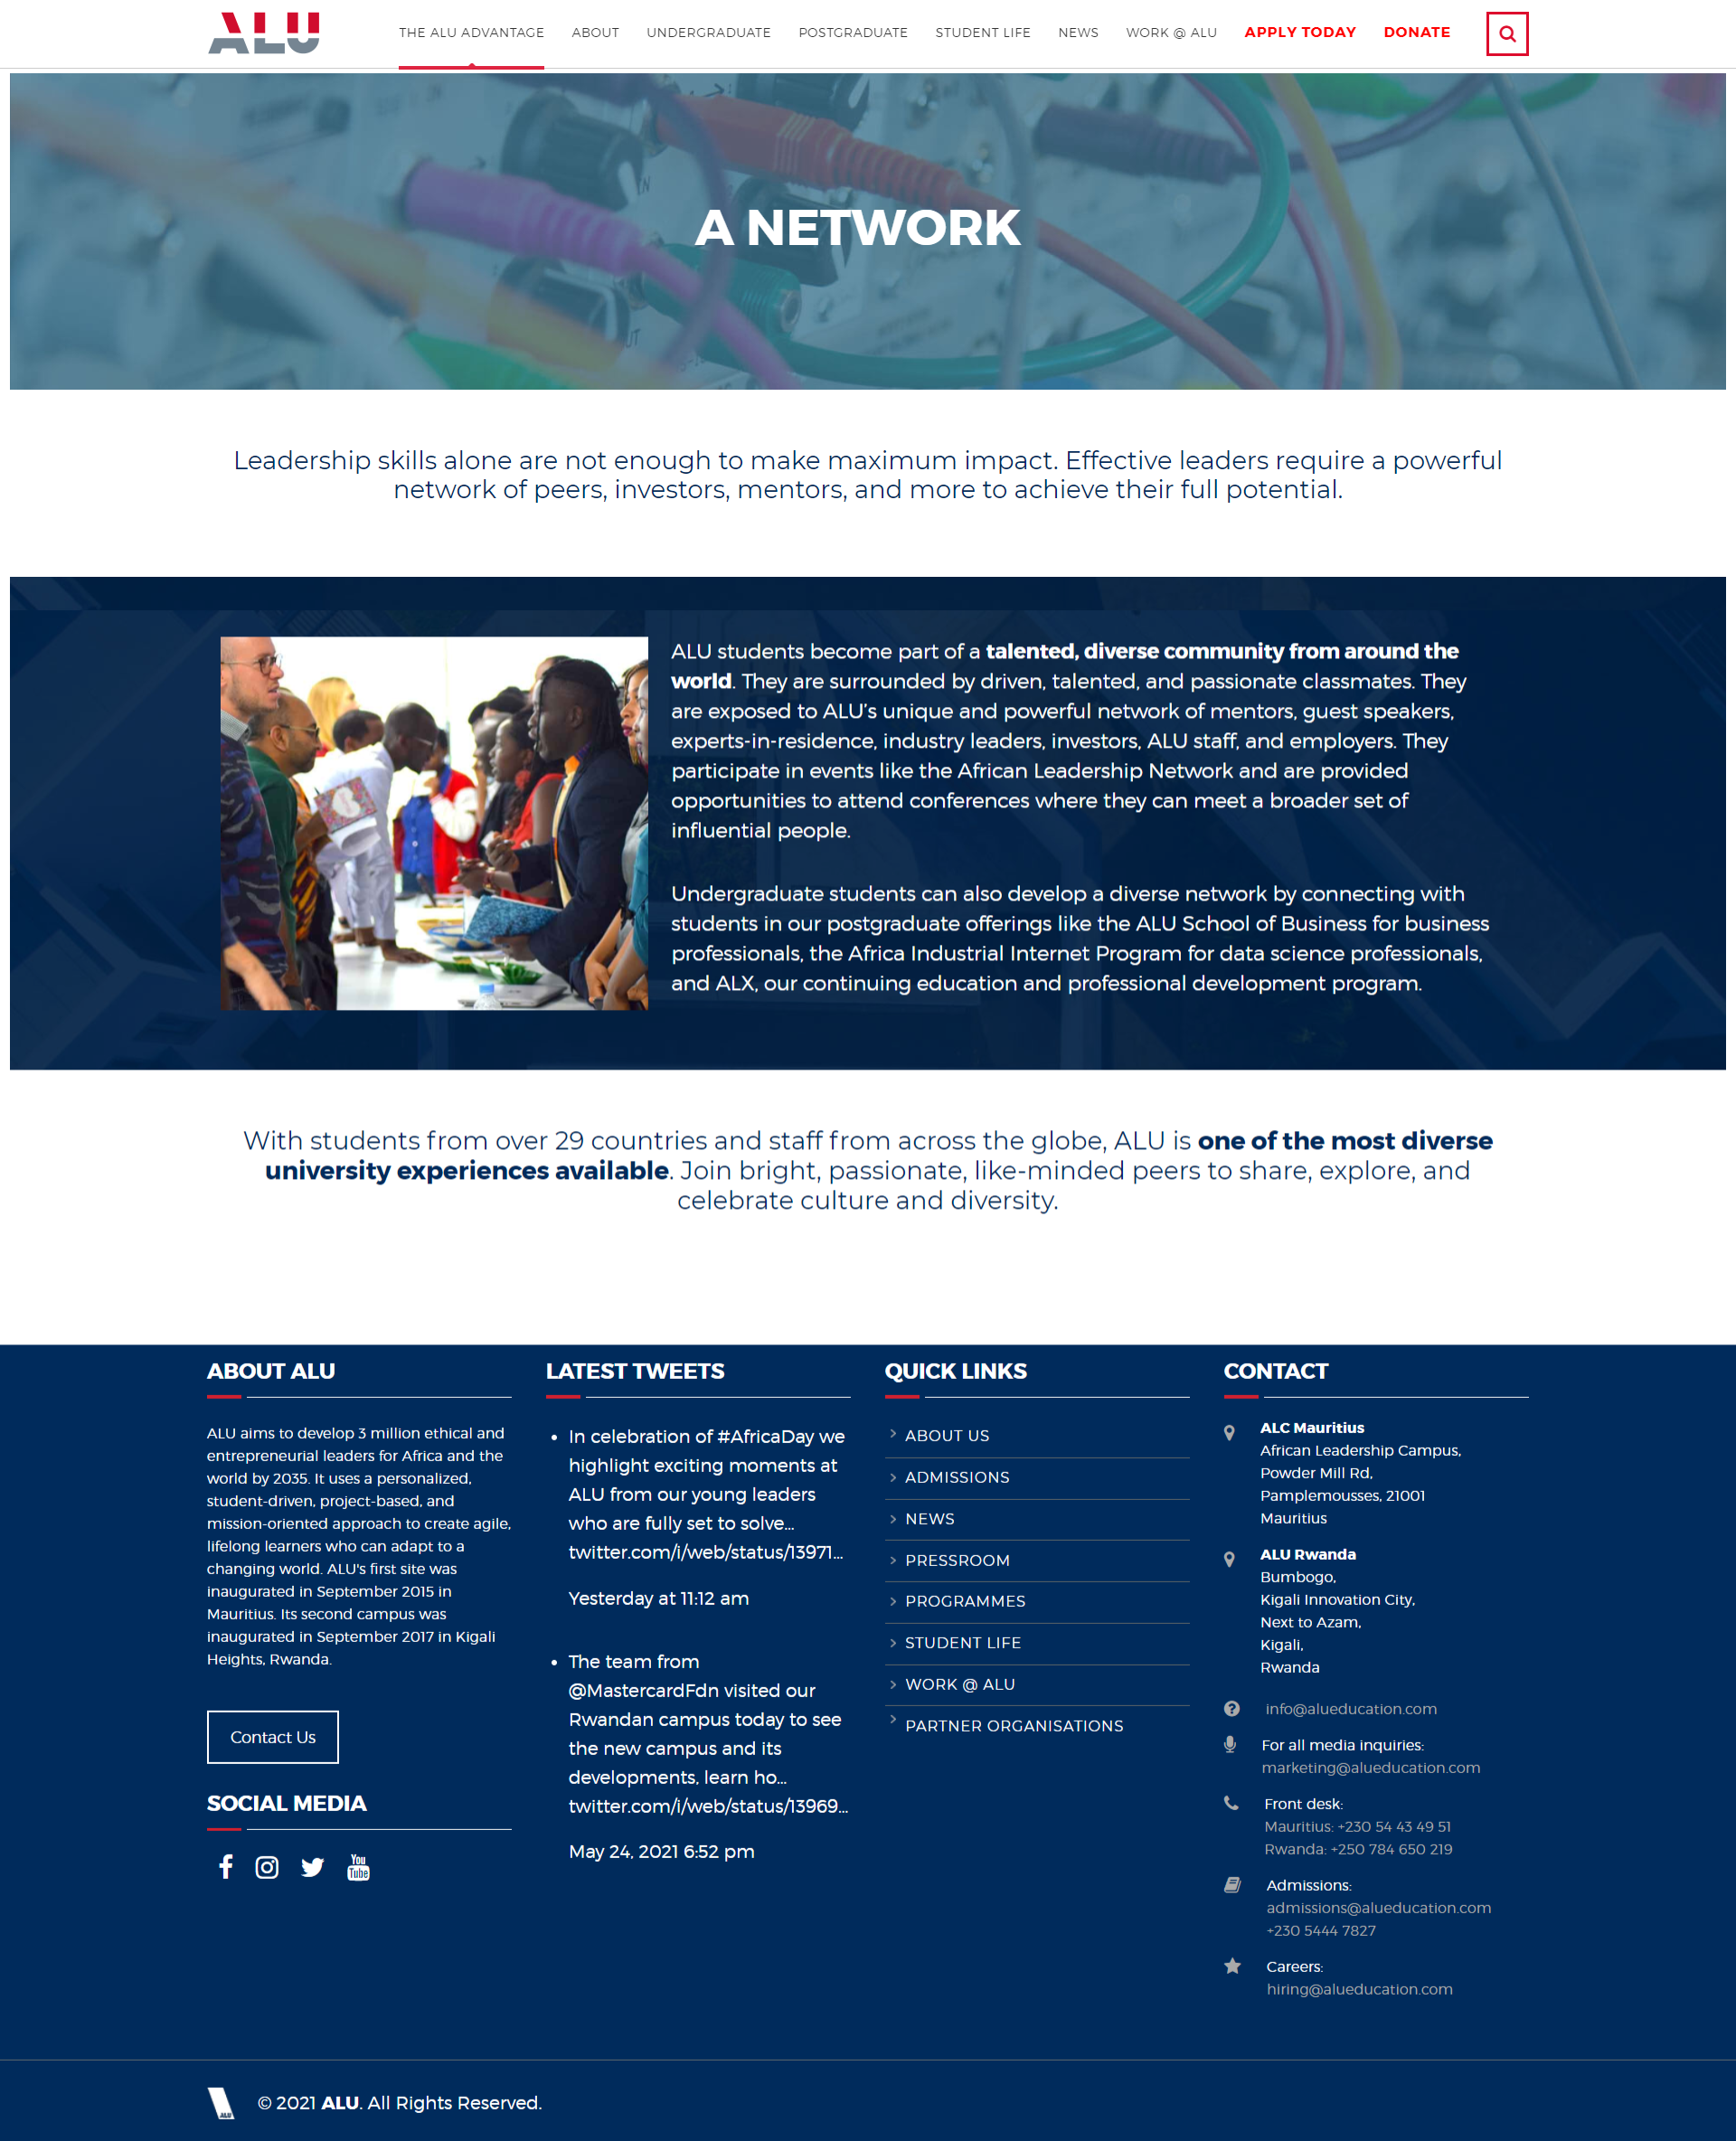 ALU
THE ALU ADVANTAGE
ABOUT
UNDERGRADUATE
POSTGRADUATE
STUDENT LIFE
NEWS
WORK @ ALU
APPLY TODAY
DONATE
A NETWORK
Leadership skills alone are not enough to make maximum impact. Effective leaders require a powerful
network of peers, investors, mentors, and more to achieve their full potential.
ALU students become part of a talented, diverse community from around the
world. They are surrounded by driven, talented, and passionate classmates. They
are exposed to ALU’s unique and powerful network of mentors, guest speakers,
experts-in-residence, industry leaders, investors, ALU staff, and employers. They
participate in events like the African Leadership Network and are provided
opportunities to attend conferences where they can meet a broader set of
influential people.
Undergraduate students can also develop a diverse network by connecting with
students in our postgraduate offerings like the ALU School of Business for business
professionals, the Africa Industrial Internet Program for data science professionals,
and ALX, our continuing education and professional development program.
With students from over 29 countries and staff from across the globe, ALU is one of the most diverse
university experiences available. Join bright, passionate, like-minded peers to share, explore, and
celebrate culture and diversity.
ABOUT ALU
ALU aims to develop 3 million ethical and
entrepreneurial leaders for Africa and the
world by 2035. It uses a personalized,
student-driven, project-based, and
mission-oriented approach to create agile,
lifelong learners who can adapt to a
changing world. ALU's first site was
inaugurated in September 2015 in
Mauritius. Its second campus was
inaugurated in September 2017 in Kigali
Heights, Rwanda.
Contact Us
SOCIAL MEDIA
You
Tube
LATEST TWEETS
In celebration of #AfricaDay we
highlight exciting moments at
ALU from our young leaders
who are fully set to solve…
twitter.com/i/web/status/13971…
Yesterday at 11:12 am
The team from
@MastercardFdn visited our
Rwandan campus today to see
the new campus and its
developments, learn ho…
twitter.com/i/web/status/13969…
May 24, 2021 6:52 pm
QUICK LINKS
ABOUT US
ADMISSIONS
NEWS
PRESSROOM
PROGRAMMES
STUDENT LIFE
WORK @ ALU
PARTNER ORGANISATIONS
CONTACT
ALC Mauritius
African Leadership Campus,
Powder Mill Rd,
Pamplemousses, 21001
Mauritius
ALU Rwanda
Bumbogo,
Kigali Innovation City,
Next to Azam,
Kigali,
Rwanda
info@alueducation.com
For all media inquiries:
marketing@alueducation.com
Front desk:
Mauritius: +230 54 43 49 51
Rwanda: +250 784 650 219
Admissions:
admissions@alueducation.com
+230 5444 7827
Careers:
hiring@alueducation.com
ALU
© 2021 ALU. All Rights Reserved.